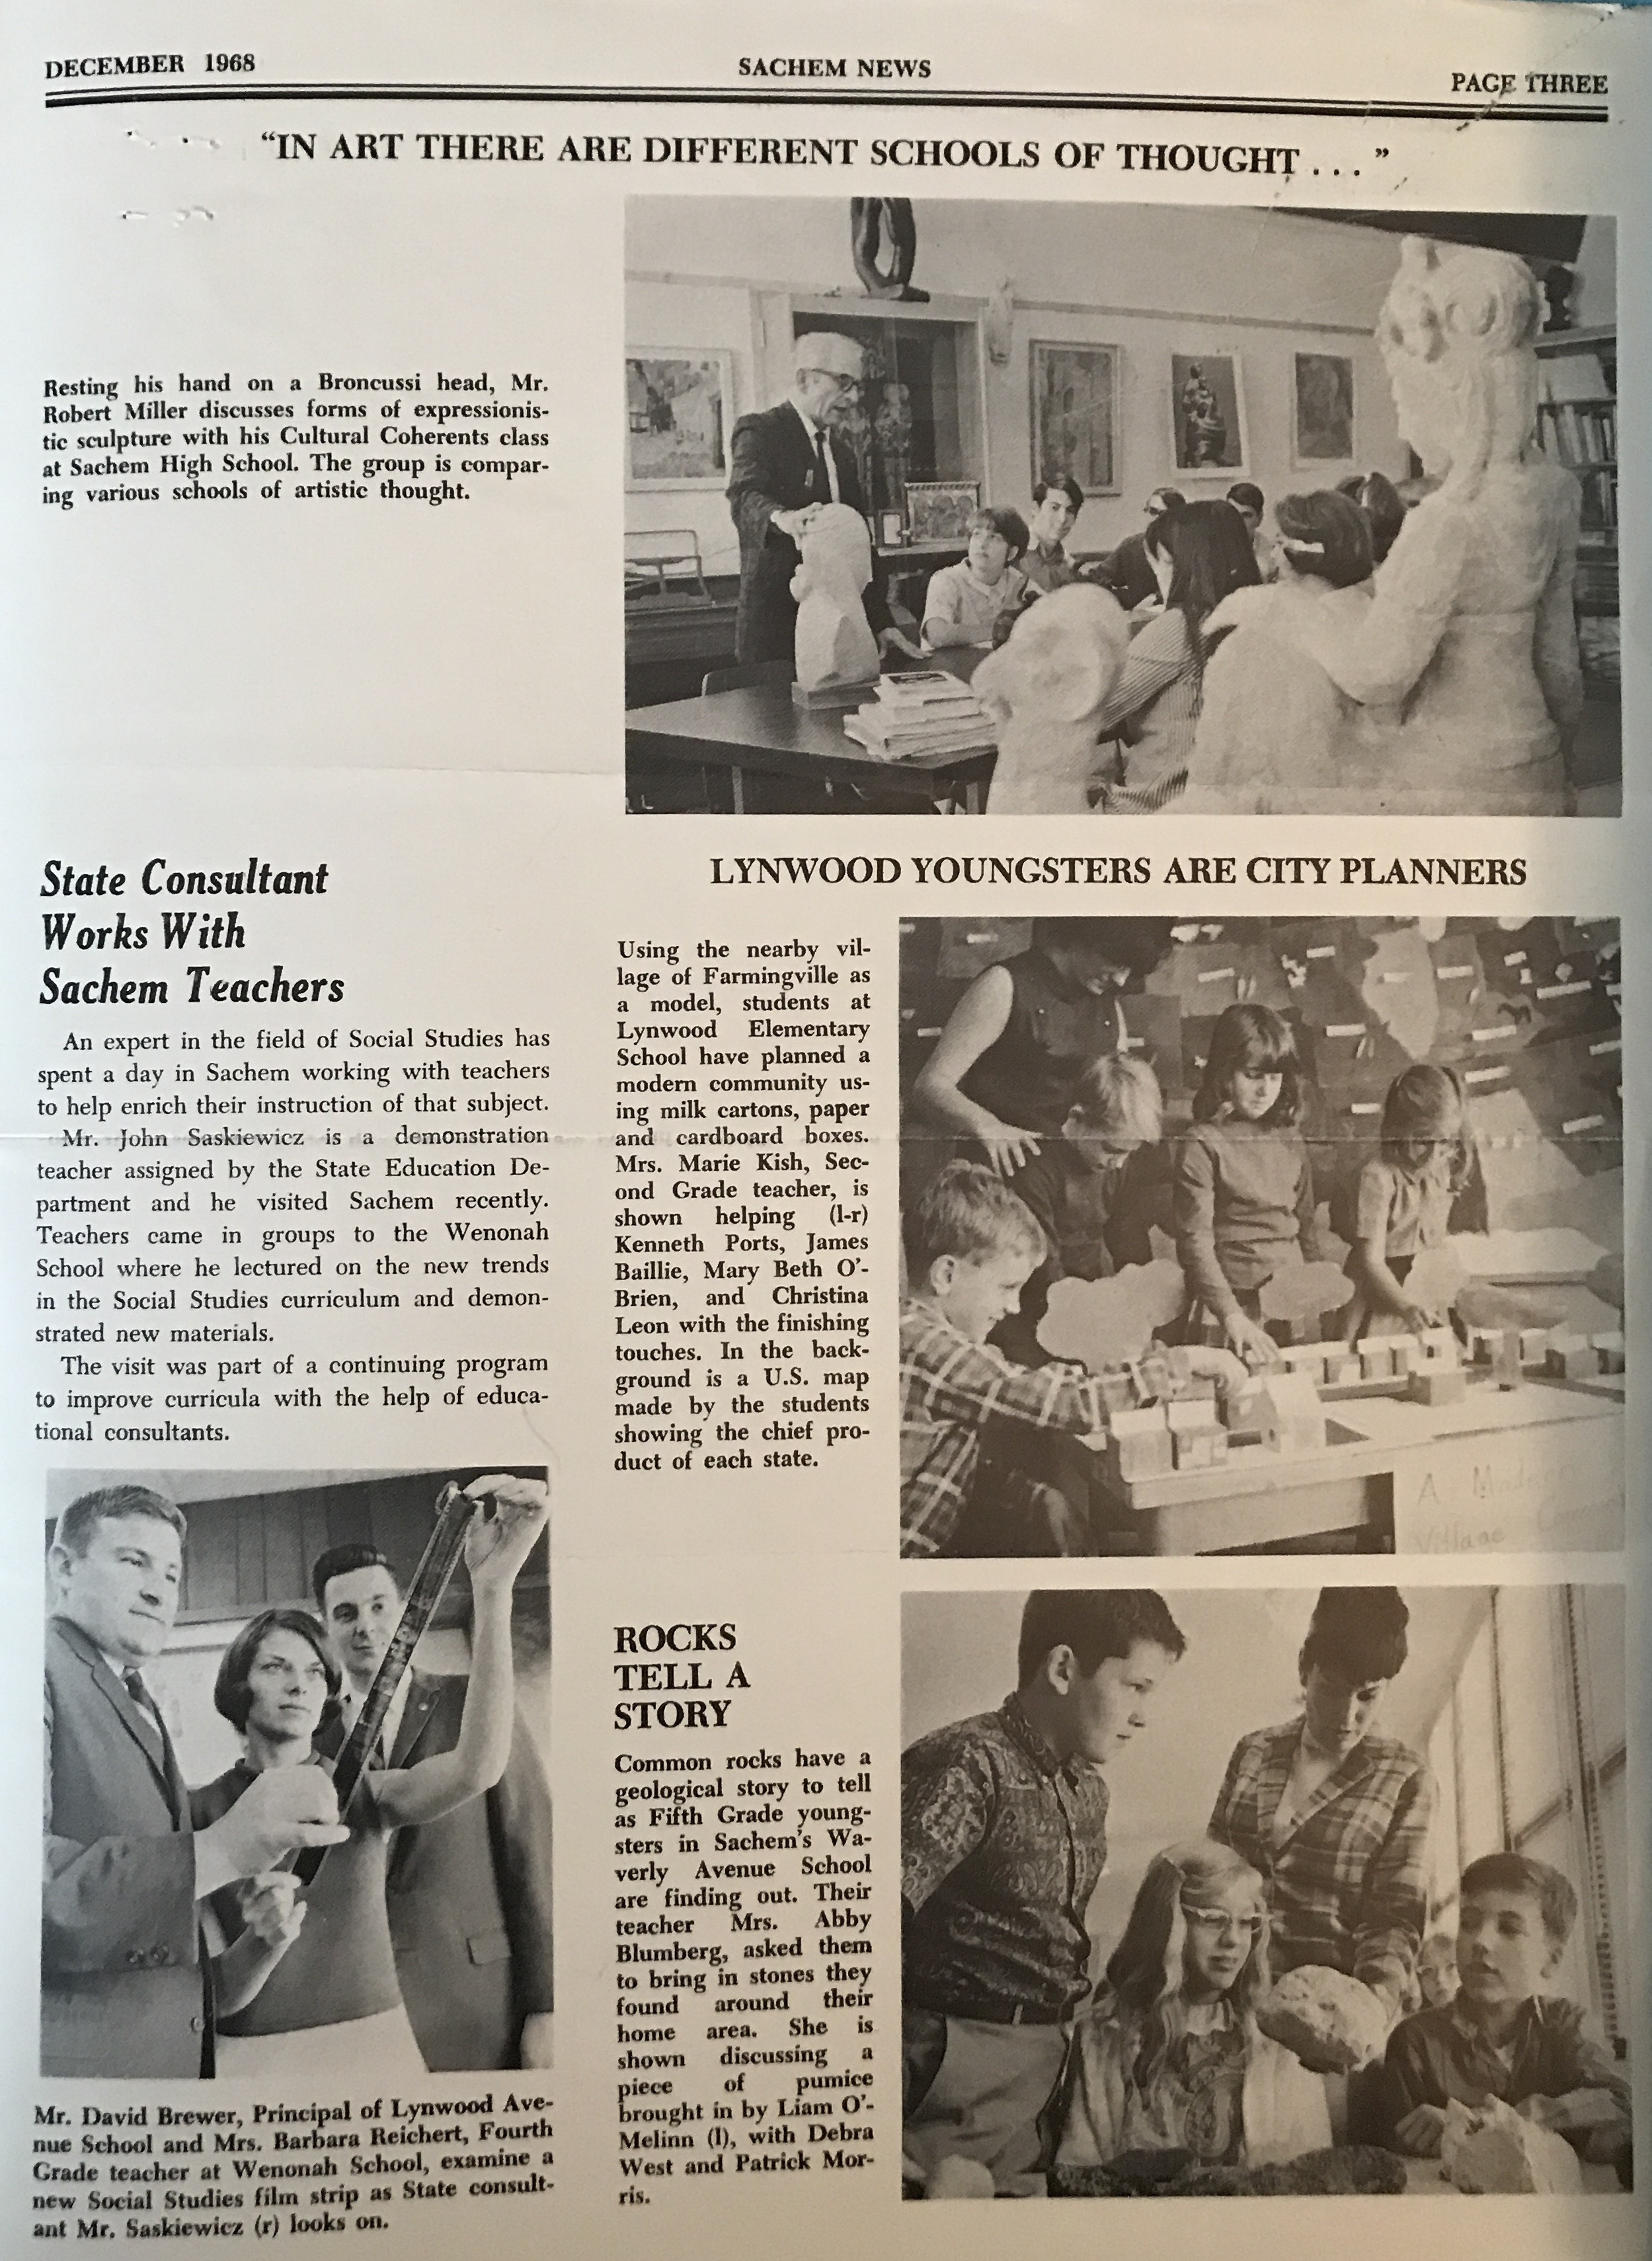 DECEMBER 1968
SACHEM NEWS
PAGE THREE
“IN ART THERE ARE DIFFERENT SCHOOLS OF THOUGHT . . . ”
Resting his hand on a Broncussi head, Mr.
Robert Miller discusses forms of expressionis-
tic sculpture with his Cultural Coherents class
at Sachem High School. The group is compar-
ing various schools of artistic thought.
State Consultant
Works With
Sachem Teachers
An expert in the field of Social Studies has
spent a day in Sachem working with teachers
to help enrich their instruction of that subject.
Mr. John Saskiewicz is a demonstration
teacher assigned by the State Education De-
partment and he visited Sachem recently.
Teachers came in groups to the Wenonah
School where he lectured on the new trends
in the Social Studies curriculum and demon-
strated new materials.
The visit was part of a continuing program
to improve curricula with the help of educa-
tional consultants.
Mr. David Brewer, Principal of Lynwood Ave-
nue School and Mrs. Barbara Reichert, Fourth
Grade teacher at Wenonah School, examine a
new Social Studies film strip as State consult-
ant Mr. Saskiewicz (r) looks on.
LYNWOOD YOUNGSTERS ARE CITY PLANNERS
Using the nearby vil-
lage of Farmingville as
a model, students at
Lynwood Elementary
School have planned a
modern community us-
ing milk cartons, paper
and cardboard boxes.
Mrs. Marie Kish, Sec-
ond Grade teacher, is
shown helping (l-r)
Kenneth Ports, James
Baillie, Mary Beth O’-
Brien, and Christina
Leon with the finishing
touches. In the back-
ground is a U.S. map
made by the students
showing the chief pro-
duct of each state.
A
Village
ROCKS
TELL A
STORY
Common rocks have a
geological story to tell
as Fifth Grade young-
sters in Sachem’s Wa-
verly Avenue School
are finding out. Their
teacher Mrs. Abby
Blumberg, asked them
to bring in stones they
found around their
home area. She is
shown discussing a
piece of pumice
brought in by Liam O’-
Melinn (l), with Debra
West and Patrick Mor-
ris.